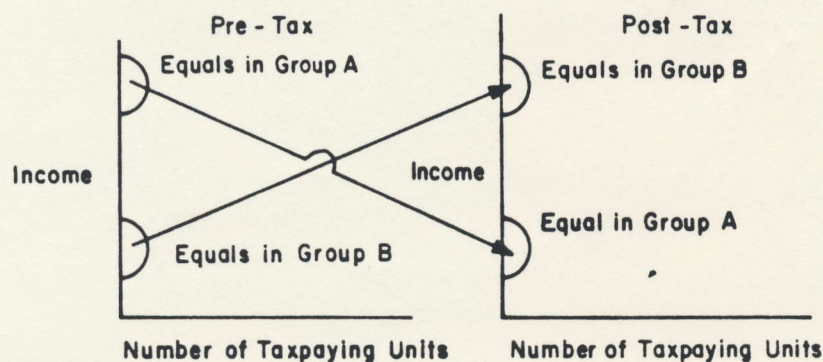 Pre - Tax
Post - Tax
Equals in Group A
Equals in Group B
Income
Income
Equals in Group B
Equal in Group A
Number of Taxpaying Units
Number of Taxpaying Units